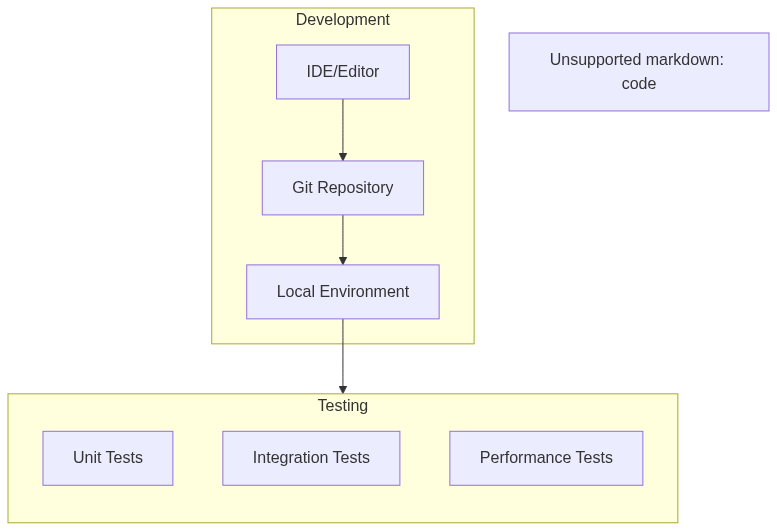 Development
IDE/Editor
Unsupported markdown:
code
Git Repository
Local Environment
Testing
Unit Tests
Integration Tests
Performance Tests